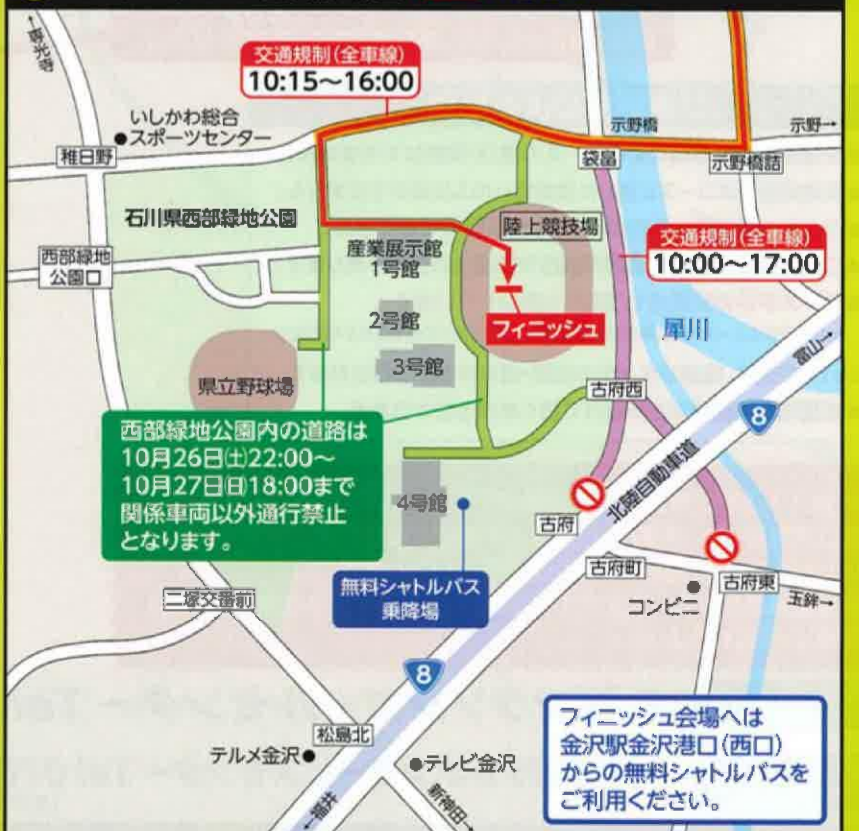 ←専光寺
交通規制(全車線)
10:15～16:00
いしかわ総合
スポーツセンター
稚日野
示野橋
示野→
袋畠
示野橋詰
石川県西部緑地公園
陸上競技場
産業展示館
1号館
西部緑地
公園口
交通規制(全車線)
10:00～17:00
2号館
フィニッシュ
犀川
3号館
富山→
県立野球場
古府西
8
西部緑地公園内の道路は
10月26日(土)22:00～
10月27日(日)18:00まで
関係車両以外通行禁止
となります。
北陸自動車道
4号館
古府
古府町
古府東
無料シャトルバス
乗降場
コンビニ
玉鉾→
二塚交番前
8
フィニッシュ会場へは
金沢駅金沢港口(西口)
からの無料シャトルバスを
ご利用ください。
松島北
テルメ金沢
テレビ金沢
新神田→